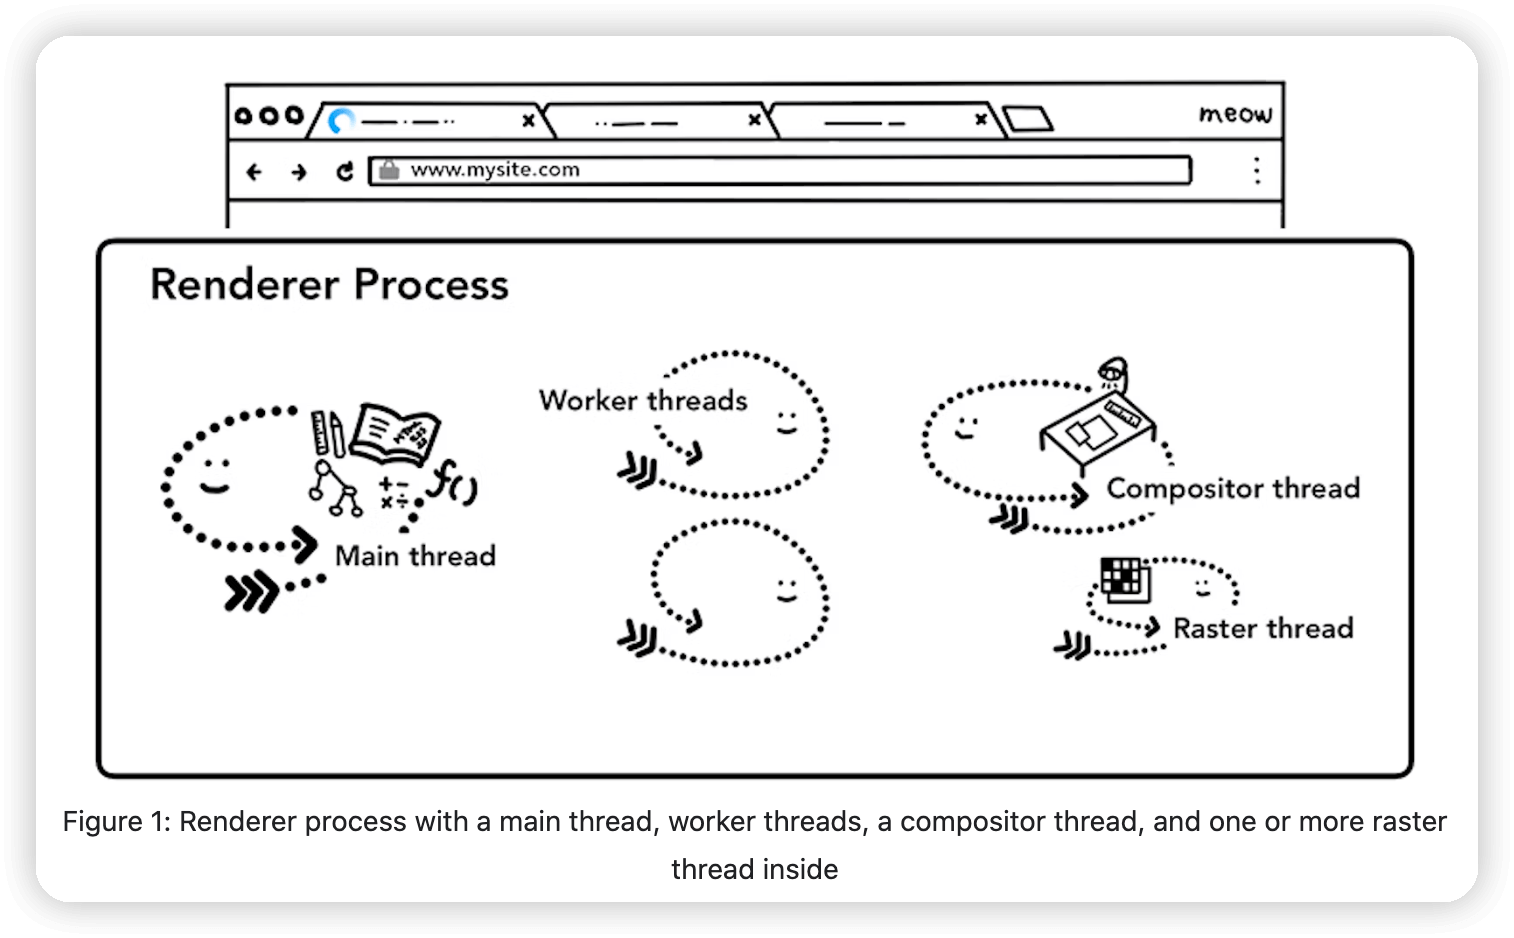 meow
www.mysite.com
Renderer Process
Worker threads
HTML
f()
+-
×÷
Main thread
Compositor thread
Raster thread
Figure 1: Renderer process with a main thread, worker threads, a compositor thread, and one or more raster
thread inside